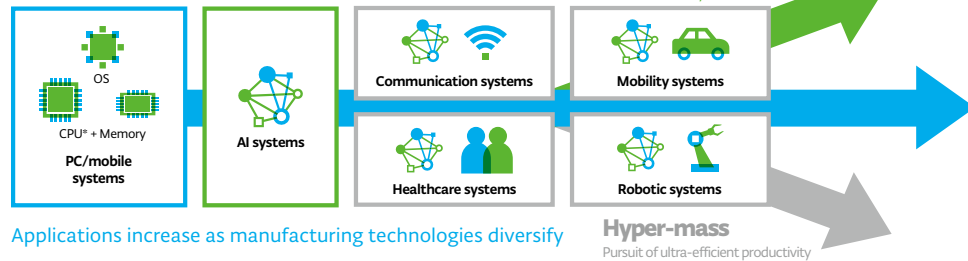 OS
CPU* + Memory
PC/mobile
systems
AI systems
Communication systems
Mobility systems
Healthcare systems
Robotic systems
Applications increase as manufacturing technologies diversify
Hyper-mass
Pursuit of ultra-efficient productivity